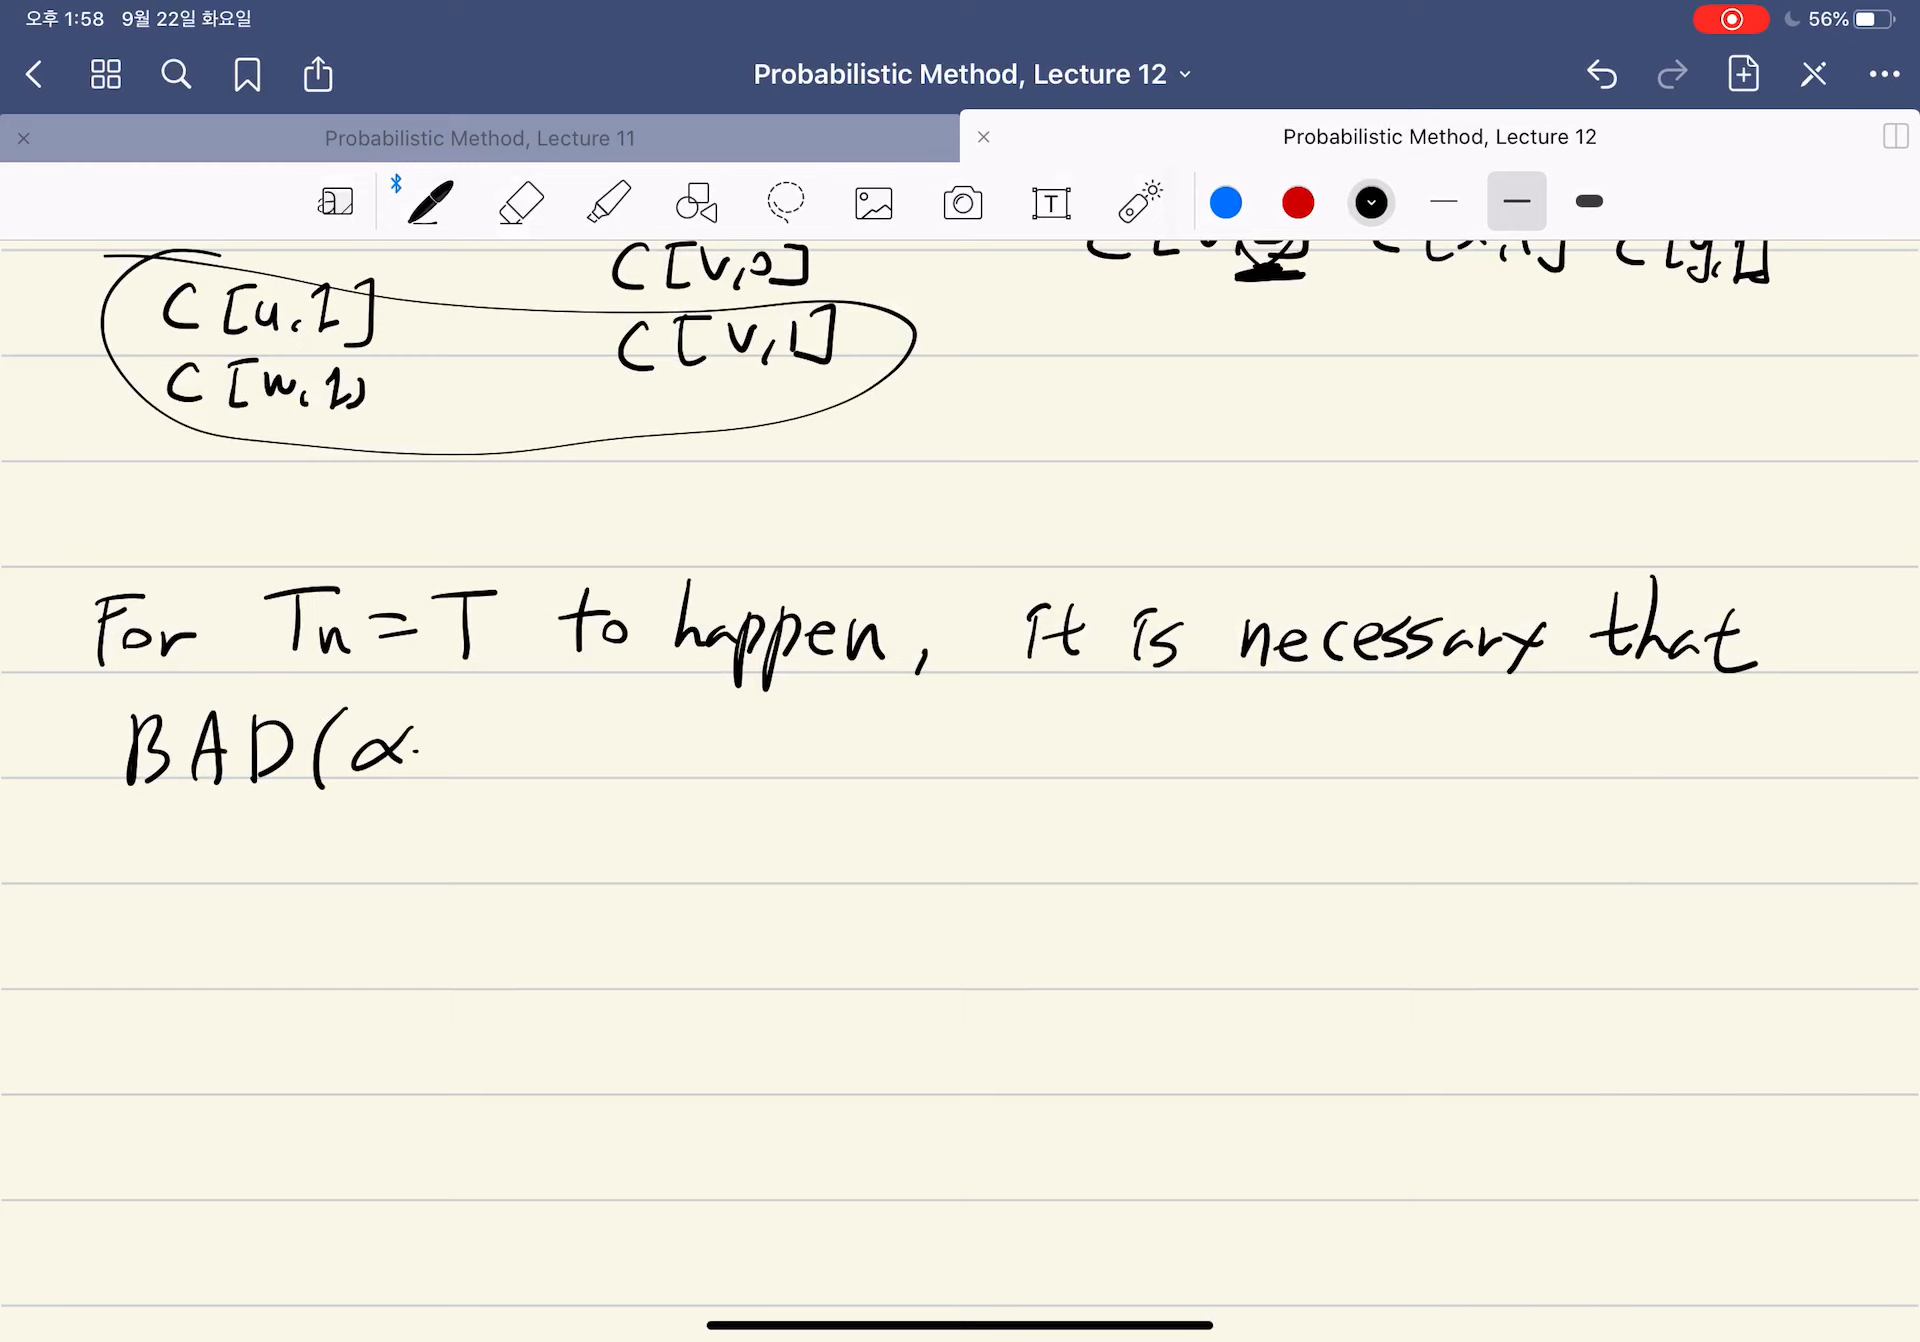 오후 1:58 9월 22일 화요일
56%
Probabilistic Method, Lecture 12
Probabilistic Method, Lecture 11
Probabilistic Method, Lecture 12
T
C[v,0]
C[u,1]
C[v,1]
C[w,1]
For Tn=T to happen, it is necessary that
BAD(α